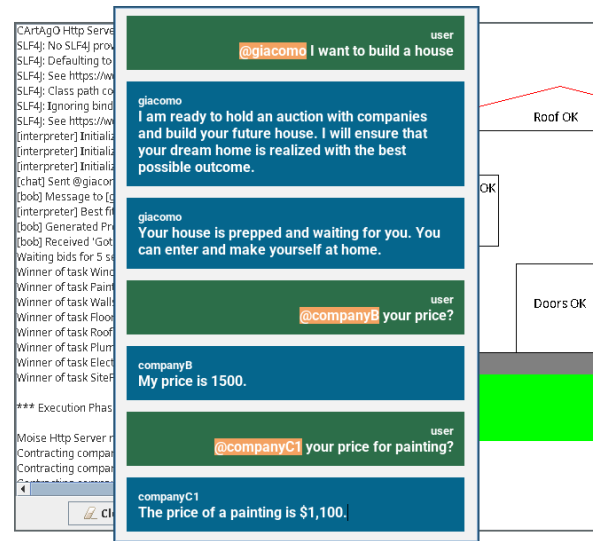 CArtAgO Http Serve
SLF4J: No SLF4J prov
SLF4J: Defaulting to
SLF4J: See https://w
SLF4J: Class path co
SLF4J: Ignoring bind
SLF4J: See https://w
[interpreter] Initializ
[interpreter] Initializ
[interpreter] Initializ
[chat] Sent @giacor
[bob] Message to [g
[interpreter] Best fit
[bob] Generated Pr
[bob] Received 'Got
Waiting bids for 5 se
Winner of task Wind
Winner of task Paint
Winner of task Walls
Winner of task Floor
Winner of task Roof
Winner of task Plum
Winner of task Elect
Winner of task SiteP
*** Execution Phas
Moise Http Server r
Contracting compar
Contracting compar
Cl
user
@giacomo I want to build a house
giacomo
I am ready to hold an auction with companies
and build your future house. I will ensure that
your dream home is realized with the best
possible outcome.
giacomo
Your house is prepped and waiting for you. You
can enter and make yourself at home.
user
@companyB your price?
companyB
My price is 1500.
user
@companyC1 your price for painting?
companyC1
The price of a painting is $1,100.
Roof OK
OK
Doors OK